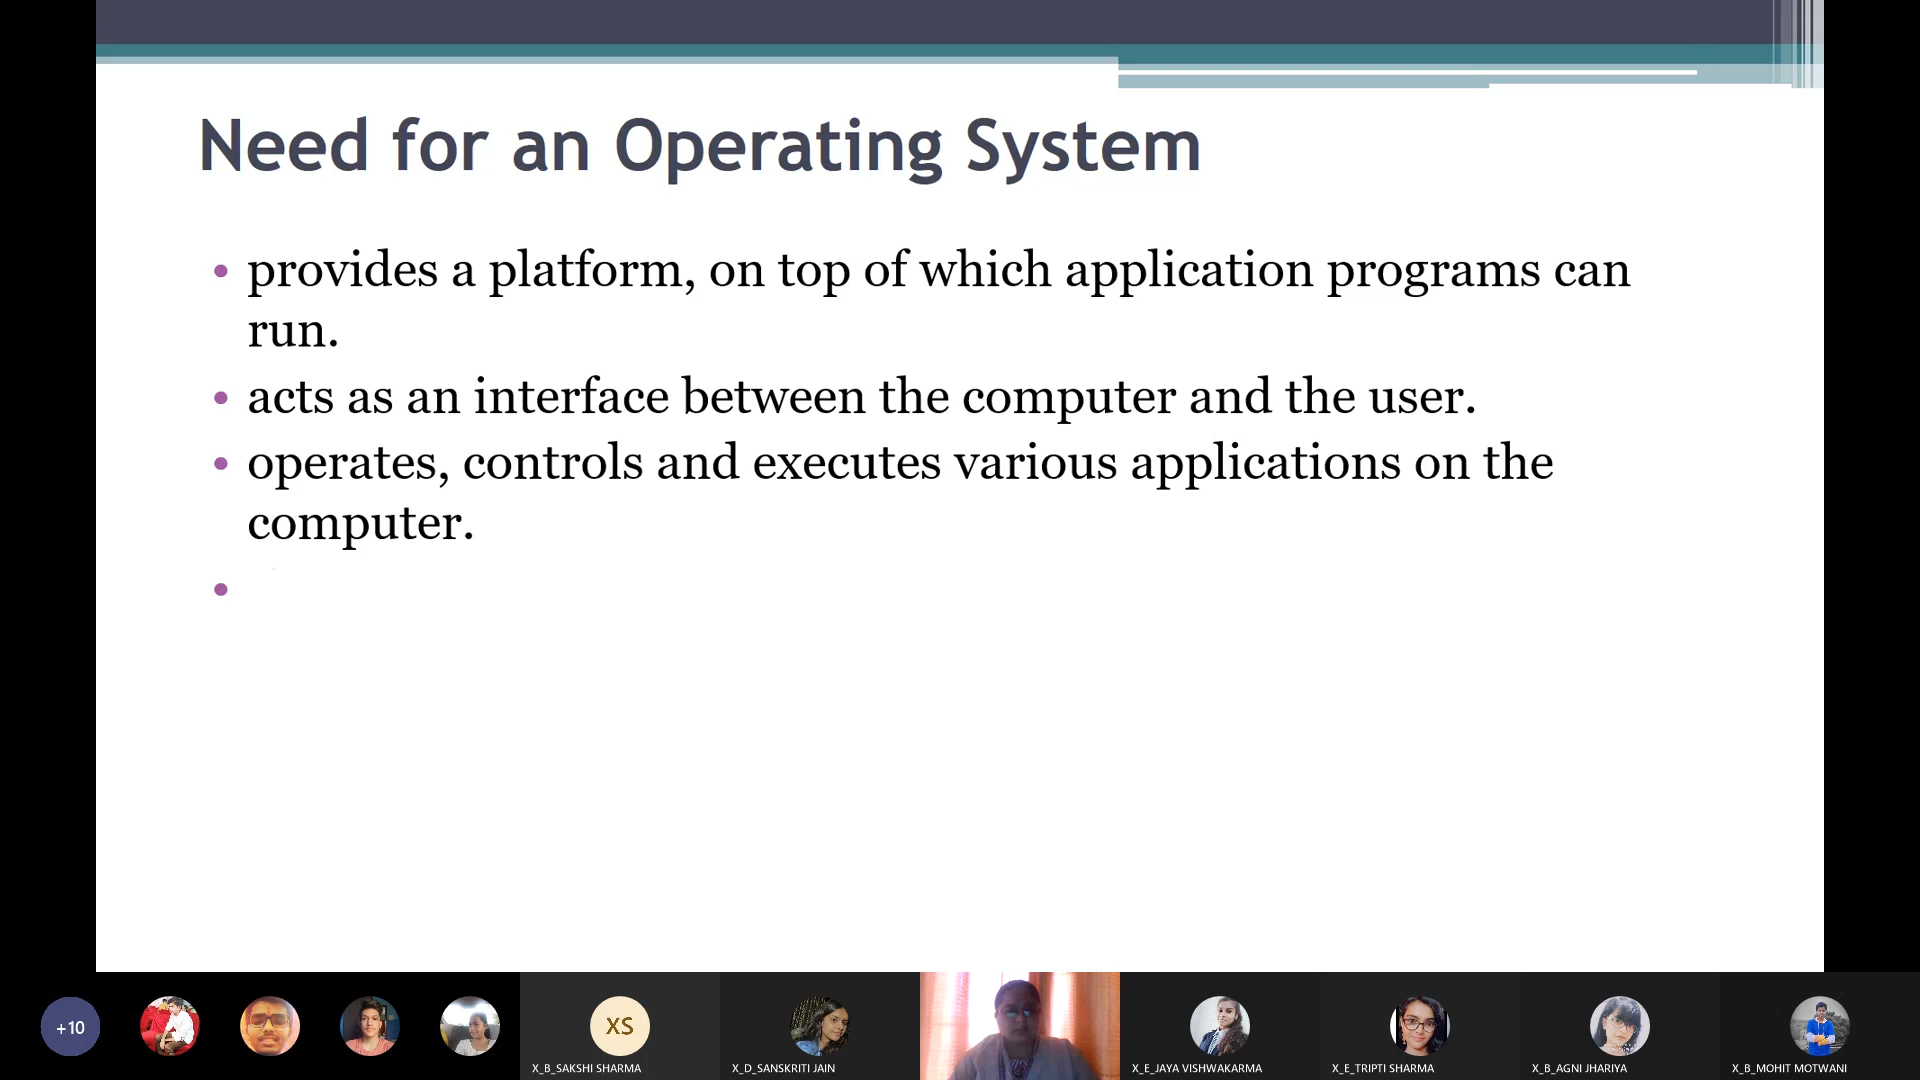 Need for an Operating System
• provides a platform, on top of which application programs can
run.
• acts as an interface between the computer and the user.
• operates, controls and executes various applications on the
computer.
•
+10
XS
X_B_SAKSHI SHARMA
X_D_SANSKRITI JAIN
X_E_JAYA VISHWAKARMA
X_E_TRIPTI SHARMA
X_B_AGNI JHARIYA
X_B_MOHIT MOTWANI